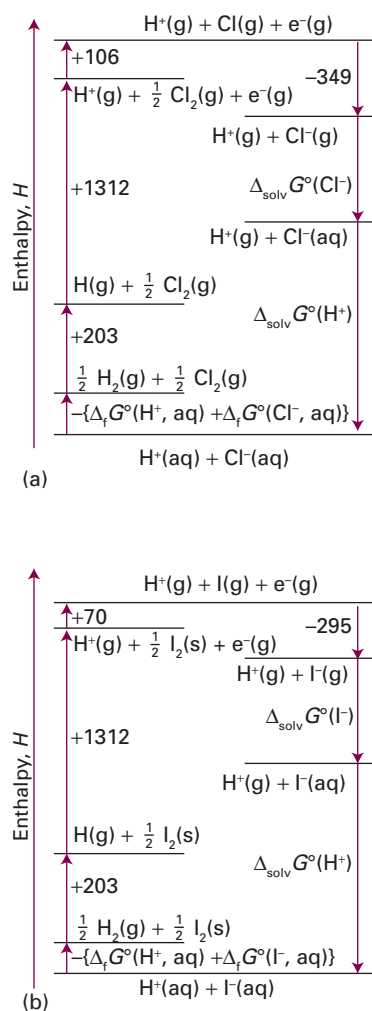 H⁺(g) + Cl(g) + e⁻(g)
+106
−349
H⁺(g) + ½ Cl₂(g) + e⁻(g)
H⁺(g) + Cl⁻(g)
+1312
Δsolv G°(Cl⁻)
H⁺(g) + Cl⁻(aq)
H(g) + ½ Cl₂(g)
Δsolv G°(H⁺)
+203
½ H₂(g) + ½ Cl₂(g)
−{Δf G°(H⁺, aq) +Δf G°(Cl⁻, aq)}
H⁺(aq) + Cl⁻(aq)
Enthalpy, H
(a)
H⁺(g) + I(g) + e⁻(g)
+70
−295
H⁺(g) + ½ I₂(s) + e⁻(g)
H⁺(g) + I⁻(g)
Δsolv G°(I⁻)
+1312
H⁺(g) + I⁻(aq)
H(g) + ½ I₂(s)
Δsolv G°(H⁺)
+203
½ H₂(g) + ½ I₂(s)
−{Δf G°(H⁺, aq) +Δf G°(I⁻, aq)}
H⁺(aq) + I⁻(aq)
Enthalpy, H
(b)